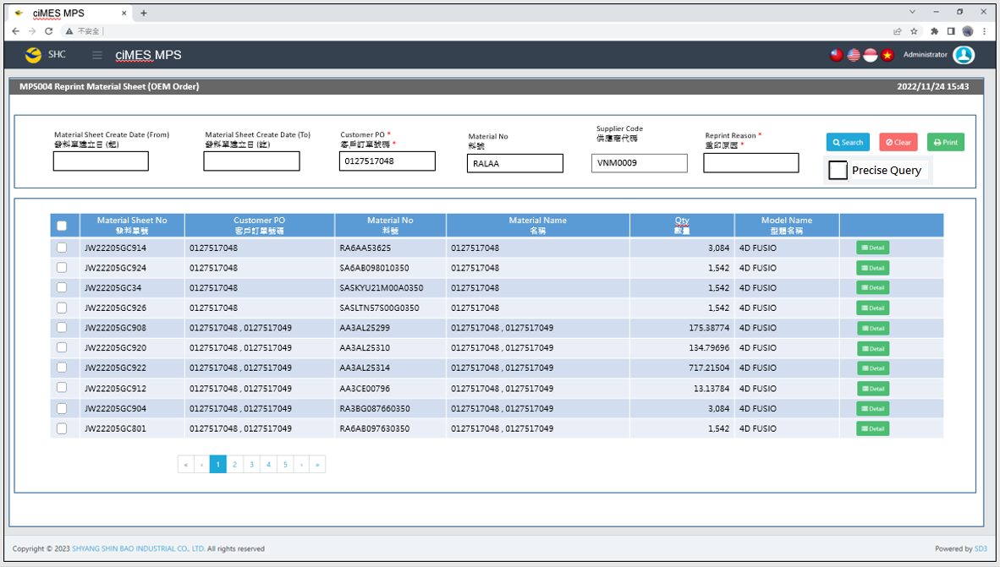 ciMES MPS
不安全
SHC
ciMES MPS
Administrator
MPS004 Reprint Material Sheet (OEM Order)
2022/11/24 15:43
Material Sheet Create Date (From)
發料單建立日 (起)
Material Sheet Create Date (To)
發料單建立日 (迄)
Customer PO *
客戶訂單號碼 *
0127517048
Material No
料號
RALAA
Supplier Code
供應商代碼
VNM0009
Reprint Reason *
重印原因 *
Search
Clear
Print
Precise Query
Material Sheet No Customer PO Material No Material Name Qty Model Name
發料單號 客戶訂單號碼 料號 名稱 數量 型體名稱
JW22205GC914 0127517048 RA6AA53625 0127517048 3,084 4D FUSIO Detail
JW22205GC924 0127517048 SA6AB098010350 0127517048 1,542 4D FUSIO Detail
JW22205GC34 0127517048 SASKYU21M00A0350 0127517048 1,542 4D FUSIO Detail
JW22205GC926 0127517048 SASLTN57S00G0350 0127517048 1,542 4D FUSIO Detail
JW22205GC908 0127517048 , 0127517049 AA3AL25299 0127517048 , 0127517049 175.38774 4D FUSIO Detail
JW22205GC920 0127517048 , 0127517049 AA3AL25310 0127517048 , 0127517049 134.79696 4D FUSIO Detail
JW22205GC922 0127517048 , 0127517049 AA3AL25314 0127517048 , 0127517049 717.21504 4D FUSIO Detail
JW22205GC912 0127517048 , 0127517049 AA3CE00796 0127517048 , 0127517049 13.13784 4D FUSIO Detail
JW22205GC904 0127517048 , 0127517049 RA3BG087660350 0127517048 , 0127517049 3,084 4D FUSIO Detail
JW22205GC801 0127517048 , 0127517049 RA6AB097630350 0127517048 , 0127517049 1,542 4D FUSIO Detail
« ‹ 1 2 3 4 5 › »
Copyright © 2023 SHYANG SHIN BAO INDUSTRIAL CO., LTD. All rights reserved
Powered by SD3